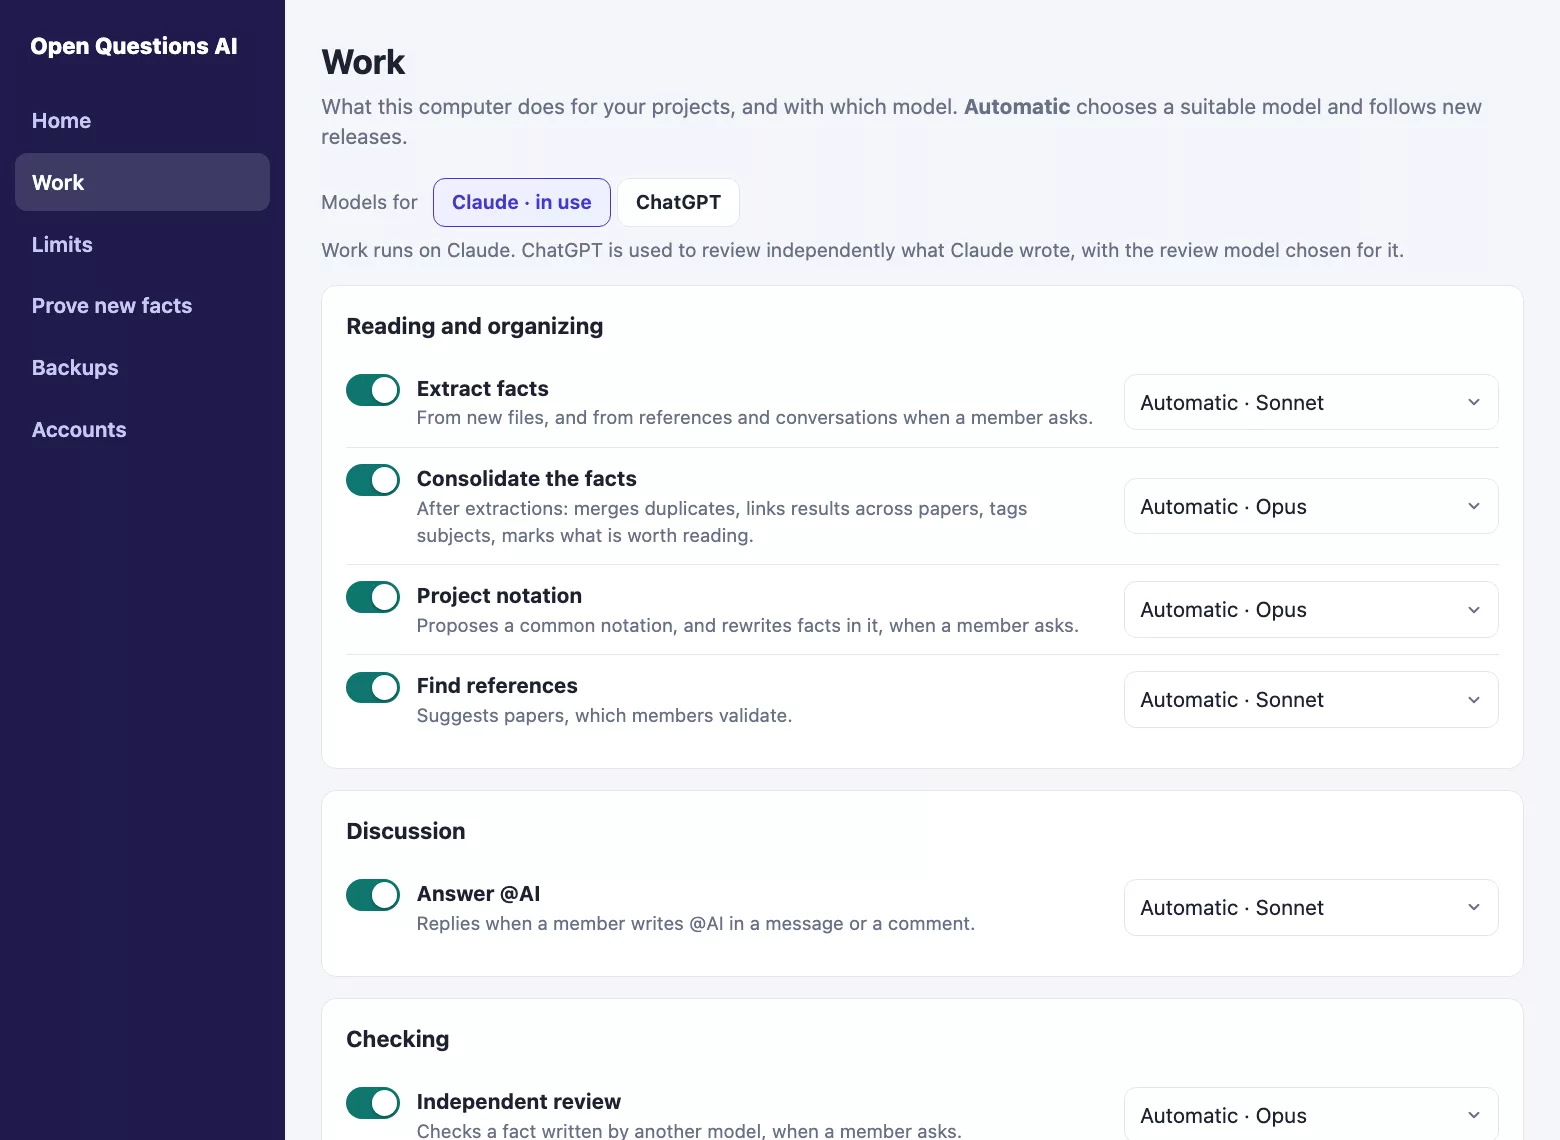 Open Questions AI
Home
Work
Limits
Prove new facts
Backups
Accounts
Work
What this computer does for your projects, and with which model. Automatic chooses a suitable model and follows new
releases.
Models for
Claude · in use
ChatGPT
Work runs on Claude. ChatGPT is used to review independently what Claude wrote, with the review model chosen for it.
Reading and organizing
Extract facts
From new files, and from references and conversations when a member asks.
Automatic · Sonnet
Consolidate the facts
After extractions: merges duplicates, links results across papers, tags
subjects, marks what is worth reading.
Automatic · Opus
Project notation
Proposes a common notation, and rewrites facts in it, when a member asks.
Automatic · Opus
Find references
Suggests papers, which members validate.
Automatic · Sonnet
Discussion
Answer @AI
Replies when a member writes @AI in a message or a comment.
Automatic · Sonnet
Checking
Independent review
Checks a fact written by another model, when a member asks.
Automatic · Opus